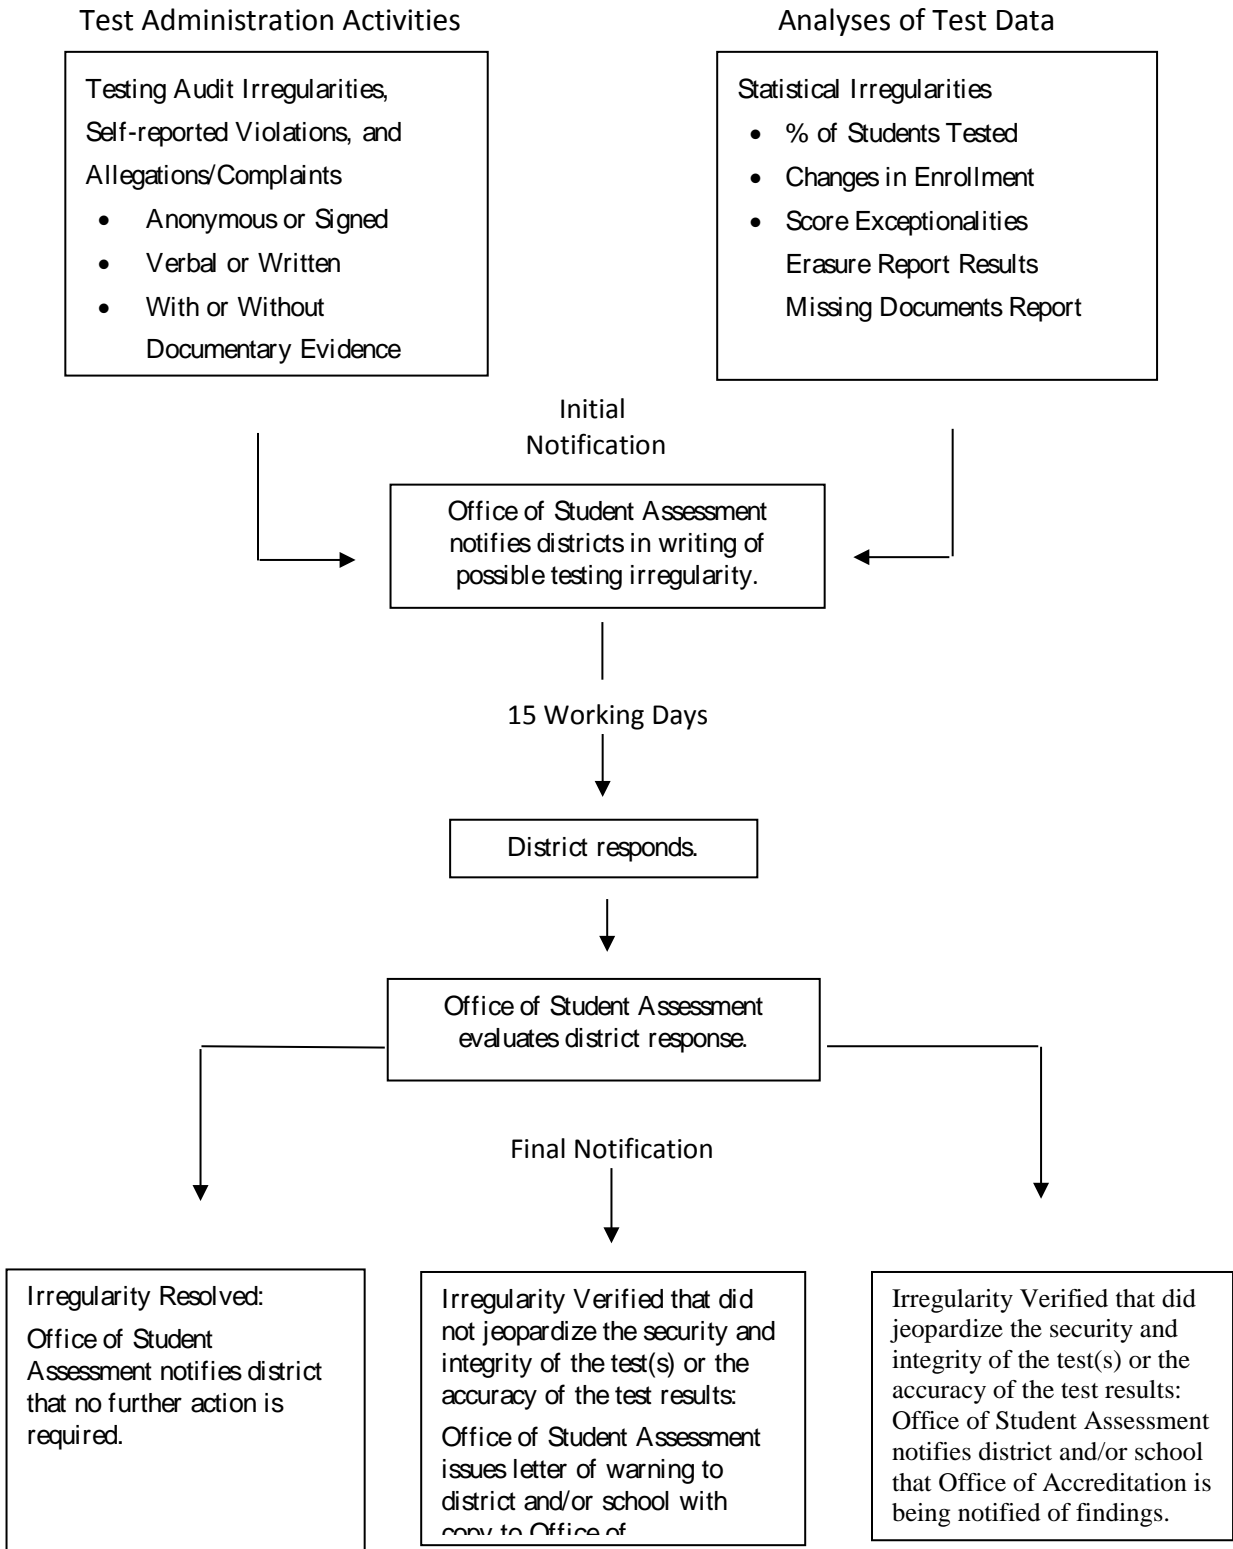 Test Administration Activities
Analyses of Test Data
Testing Audit Irregularities,
Self-reported Violations, and
Allegations/Complaints
• Anonymous or Signed
• Verbal or Written
• With or Without
Documentary Evidence
Statistical Irregularities
• % of Students Tested
• Changes in Enrollment
• Score Exceptionalities
Erasure Report Results
Missing Documents Report
Initial
Notification
Office of Student Assessment
notifies districts in writing of
possible testing irregularity.
15 Working Days
District responds.
Office of Student Assessment
evaluates district response.
Final Notification
Irregularity Resolved:
Office of Student
Assessment notifies district
that no further action is
required.
Irregularity Verified that did
not jeopardize the security and
integrity of the test(s) or the
accuracy of the test results:
Office of Student Assessment
issues letter of warning to
district and/or school with
copy to Office of
Irregularity Verified that did
jeopardize the security and
integrity of the test(s) or the
accuracy of the test results:
Office of Student Assessment
notifies district and/or school
that Office of Accreditation is
being notified of findings.